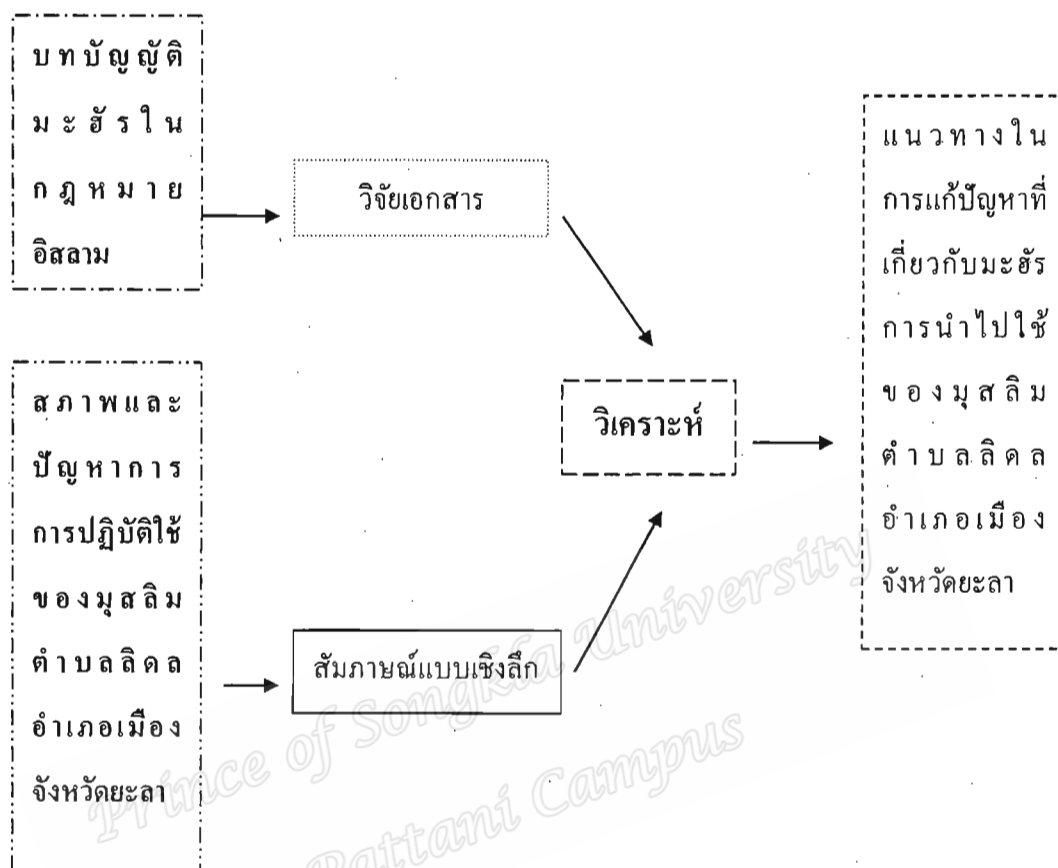 บทบัญญัติ
มะฮัรใน
กฎหมาย
อิสลาม
วิจัยเอกสาร
สภาพและ
ปัญหาการ
การปฏิบัติใช้
ของมุสลิม
ตำบลลิดล
อำเภอเมือง
จังหวัดยะลา
สัมภาษณ์แบบเชิงลึก
วิเคราะห์
แนวทางใน
การแก้ปัญหาที่
เกี่ยวกับมะฮัร
การนำไปใช้
ของมุสลิม
ตำบลลิดล
อำเภอเมือง
จังหวัดยะลา
Prince of Songkla University
Pattani Campus